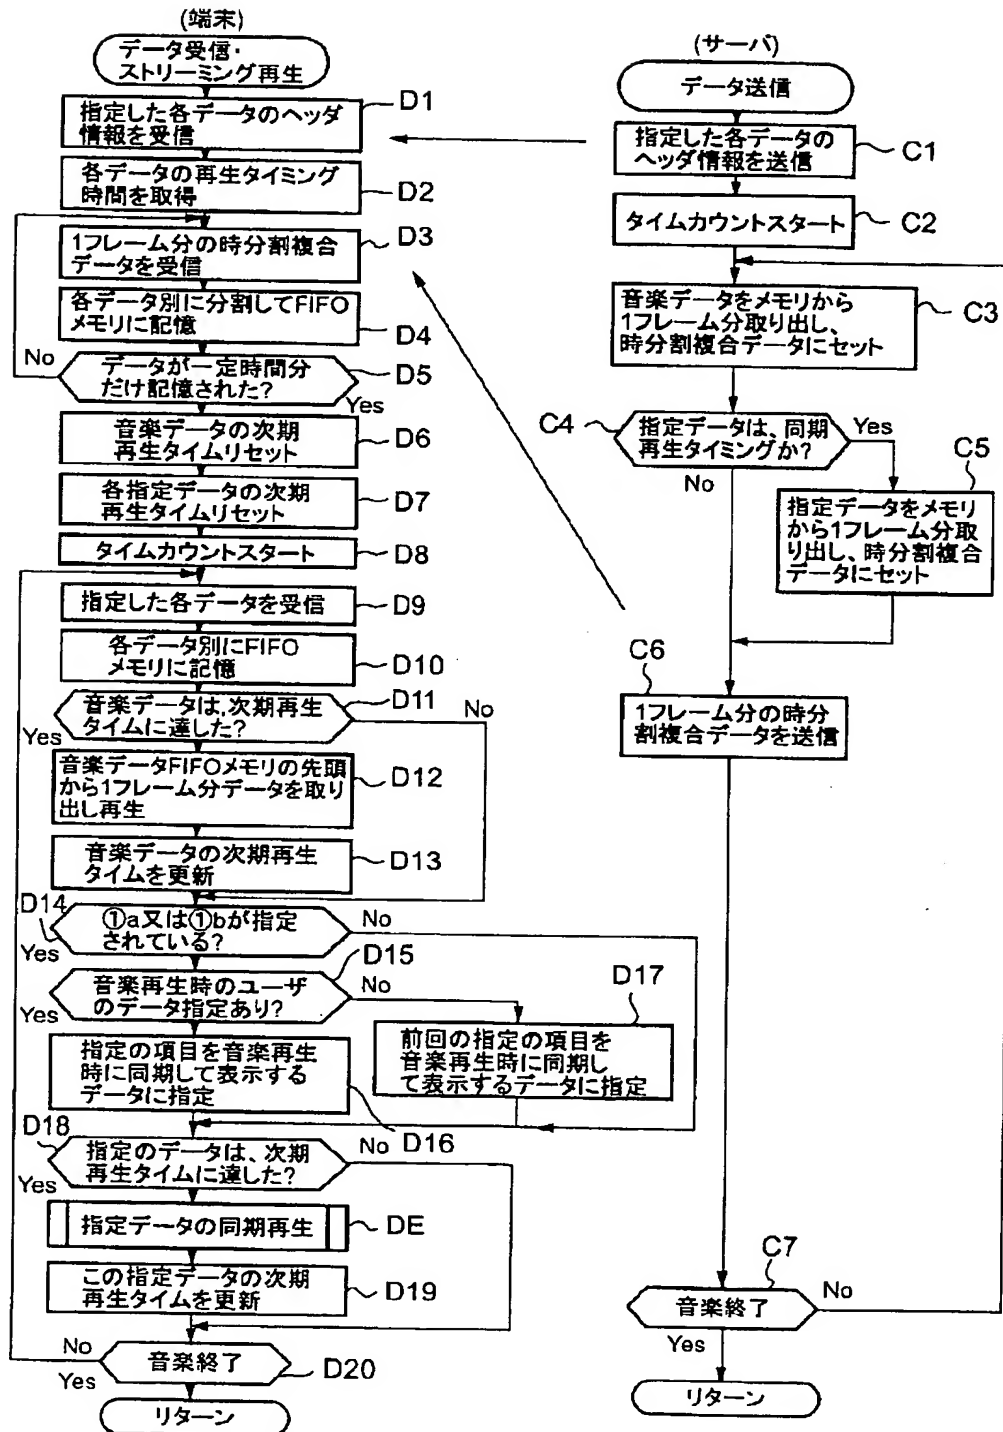 (端末)
データ受信・
ストリーミング再生
指定した各データのヘッダ
情報を受信
D1
各データの再生タイミング
時間を取得
D2
1フレーム分の時分割複合
データを受信
D3
各データ別に分割してFIFO
メモリに記憶
D4
No
データが一定時間分
だけ記憶された?
D5
Yes
音楽データの次期
再生タイムリセット
D6
各指定データの次期
再生タイムリセット
D7
タイムカウントスタート
D8
指定した各データを受信
D9
各データ別にFIFO
メモリに記憶
D10
音楽データは,次期再生
タイムに達した?
D11
No
Yes
音楽データFIFOメモリの先頭
から1フレーム分データを取り
出し再生
D12
音楽データの次期再生
タイムを更新
D13
D14
①a又は①bが指定
されている?
No
Yes
D15
音楽再生時のユーザ
のデータ指定あり?
No
Yes
D17
前回の指定の項目を
音楽再生時に同期し
て表示するデータに指定
指定の項目を音楽再生
時に同期して表示する
データに指定
D16
D18
指定のデータは、次期
再生タイムに達した?
No
Yes
指定データの同期再生
DE
この指定データの次期
再生タイムを更新
D19
No
音楽終了
D20
Yes
リターン
(サーバ)
データ送信
指定した各データの
ヘッダ情報を送信
C1
タイムカウントスタート
C2
音楽データをメモリから
1フレーム分取り出し、
時分割複合データにセット
C3
C4
指定データは、同期
再生タイミングか?
Yes
No
C5
指定データをメモリ
から1フレーム分取
り出し、時分割複合
データにセット
C6
1フレーム分の時分
割複合データを送信
C7
音楽終了
No
Yes
リターン